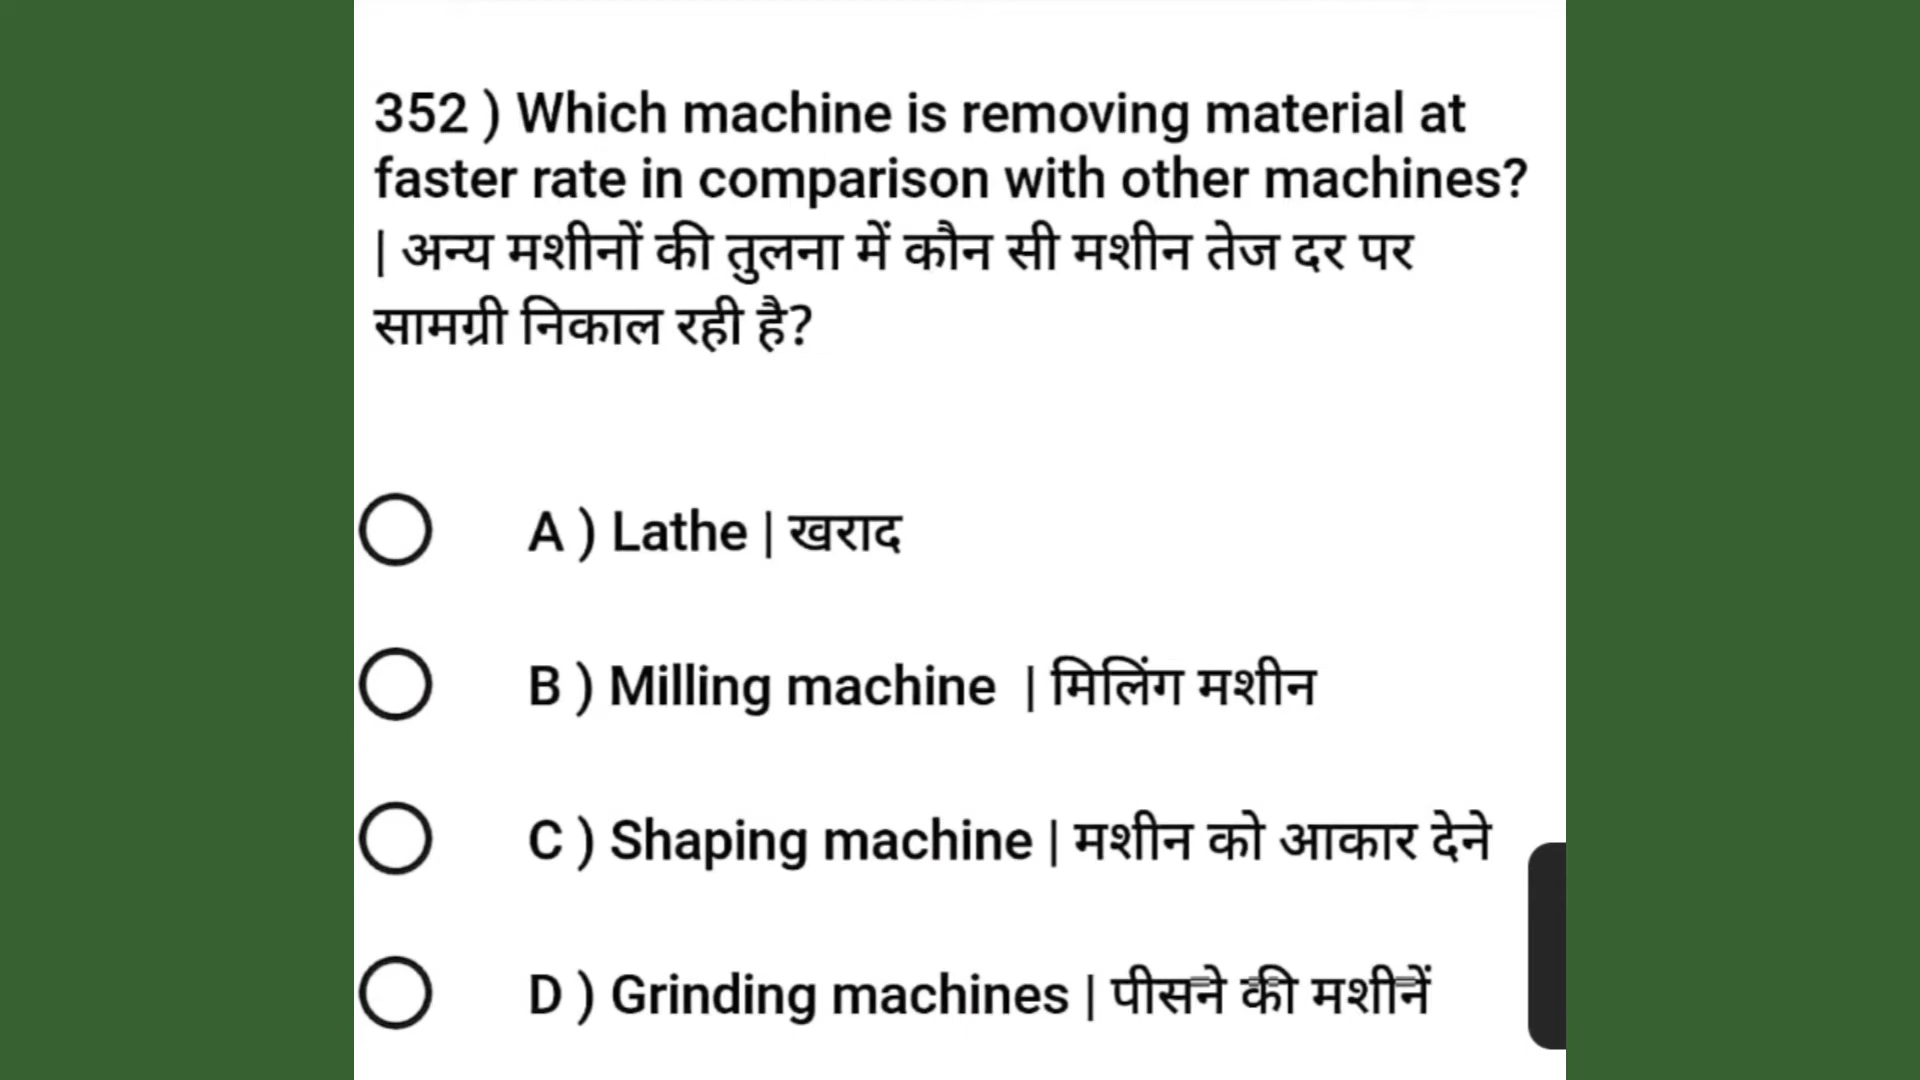 352 ) Which machine is removing material at
faster rate in comparison with other machines?
| अन्य मशीनों की तुलना में कौन सी मशीन तेज दर पर
सामग्री निकाल रही है?
A ) Lathe | खराद
B ) Milling machine | मिलिंग मशीन
C ) Shaping machine | मशीन को आकार देने
D ) Grinding machines | पीसने की मशीनें